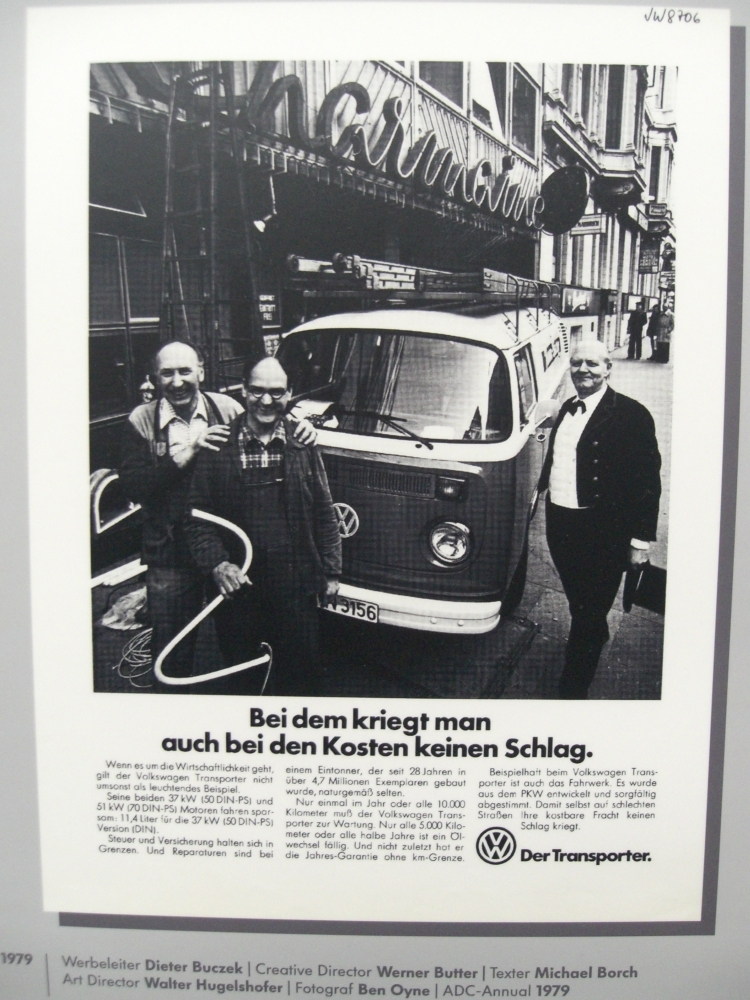 VW8706
charmaille
N 3156
Bei dem kriegt man
auch bei den Kosten keinen Schlag.
Wenn es um die Wirtschaftlichkeit geht,
gilt der Volkswagen Transporter nicht
umsonst als leuchtendes Beispiel.
Seine beiden 37 kW (50 DIN-PS) und
51 kW (70 DIN-PS) Motoren fahren spar-
sam: 11,4 Liter für die 37 kW (50 DIN-PS)
Version (DIN).
Steuer und Versicherung halten sich in
Grenzen. Und Reparaturen sind bei
einem Eintonner, der seit 28 Jahren in
über 4,7 Millionen Exemplaren gebaut
wurde, naturgemäß selten.
Nur einmal im Jahr oder alle 10.000
Kilometer muß der Volkswagen Trans-
porter zur Wartung. Nur alle 5.000 Kilo-
meter oder alle halbe Jahre ist ein Öl-
wechsel fällig. Und nicht zuletzt hat er
die Jahres-Garantie ohne km-Grenze.
Beispielhaft beim Volkswagen Trans-
porter ist auch das Fahrwerk. Es wurde
aus dem PKW entwickelt und sorgfältig
abgestimmt. Damit selbst auf schlechten
Straßen Ihre kostbare Fracht keinen
Schlag kriegt.
Der Transporter.
1979
Werbeleiter Dieter Buczek | Creative Director Werner Butter | Texter Michael Borch
Art Director Walter Hugelshofer | Fotograf Ben Oyne | ADC-Annual 1979